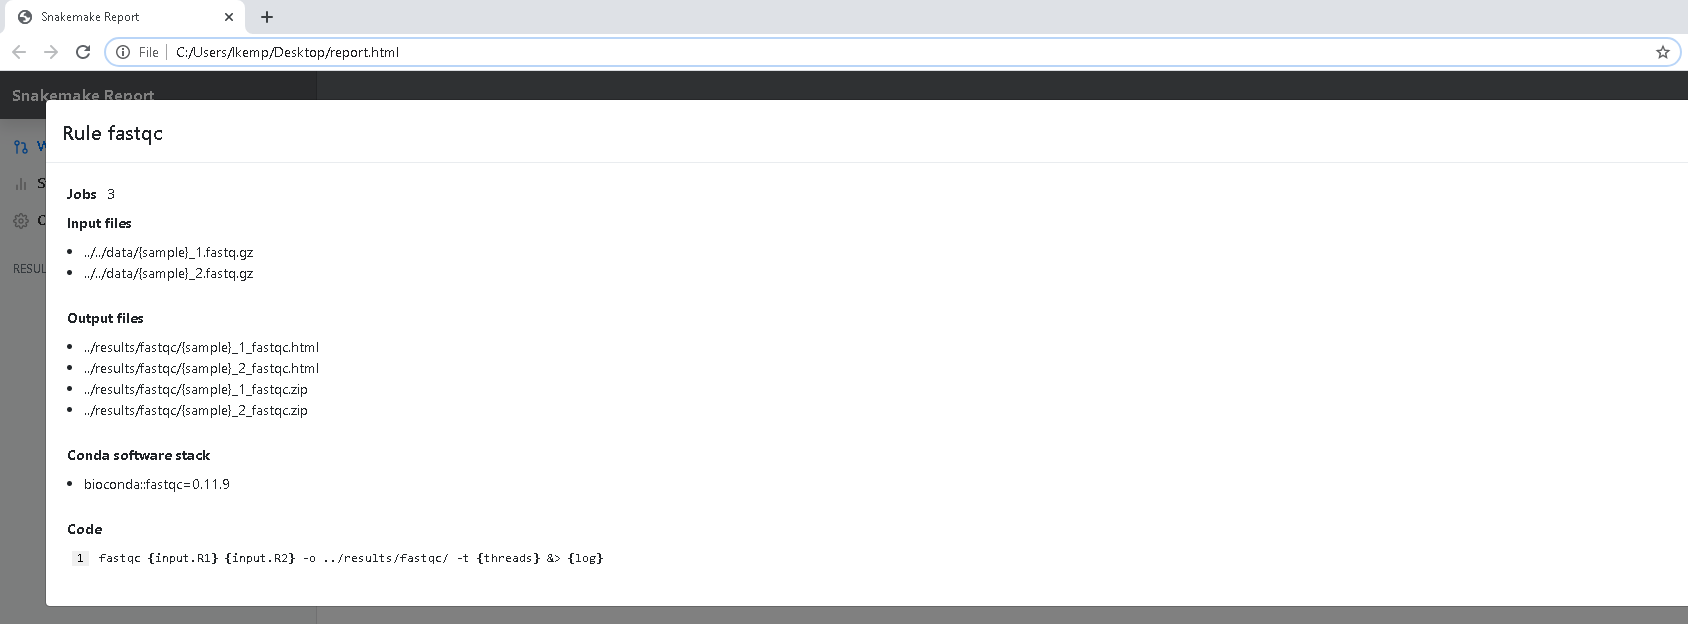 Snakemake Report
File C:/Users/lkemp/Desktop/report.html
Snakemake Report
Rule fastqc
Jobs 3
Input files
../../data/{sample}_1.fastq.gz
../../data/{sample}_2.fastq.gz
RESUL
Output files
../results/fastqc/{sample}_1_fastqc.html
../results/fastqc/{sample}_2_fastqc.html
../results/fastqc/{sample}_1_fastqc.zip
../results/fastqc/{sample}_2_fastqc.zip
Conda software stack
bioconda::fastqc=0.11.9
Code
1 fastqc {input.R1} {input.R2} -o ../results/fastqc/ -t {threads} &> {log}